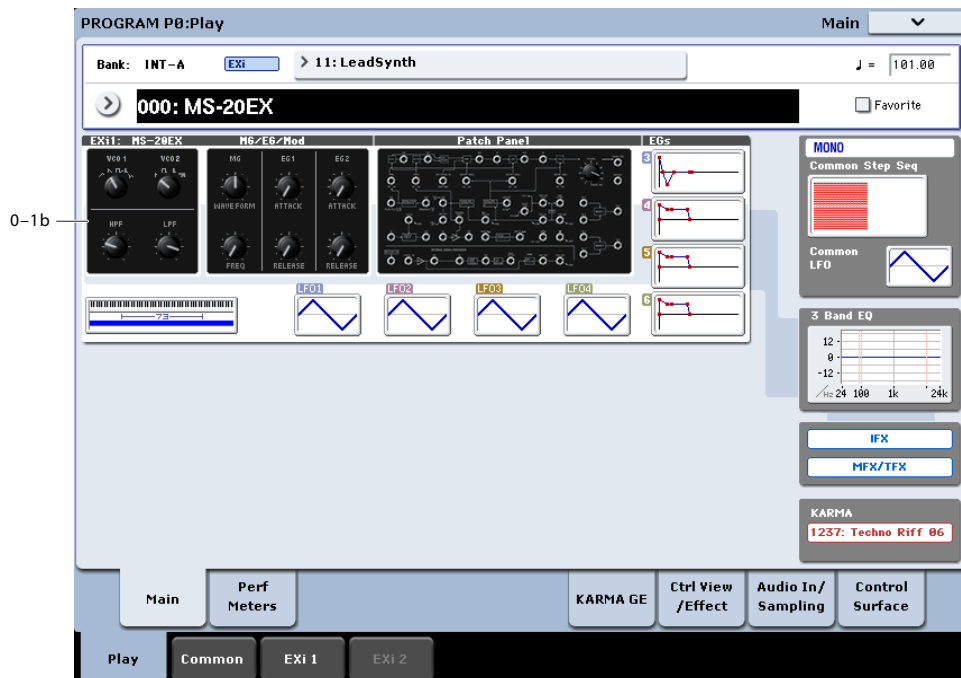 PROGRAM P0:Play
Main
Bank: INT-A
EXi
> 11: LeadSynth
♩ = 101.00
000: MS-20EX
Favorite
EXi1: MS-20EX
MG/EG/Mod
Patch Panel
EGs
VCO 1
VCO 2
HPF
LPF
MG
EG1
EG2
WAVE FORM
ATTACK
ATTACK
FREQ
RELEASE
RELEASE
3
4
5
6
0-1b
73
LFO1
LFO2
LFO3
LFO4
MONO
Common Step Seq
Common
LFO
3 Band EQ
12
0
-12
/Hz 24 100 1k 24k
IFX
MFX/TFX
KARMA
1237: Techno Riff 06
Main
Perf
Meters
KARMA GE
Ctrl View
/Effect
Audio In/
Sampling
Control
Surface
Play
Common
EXi 1
EXi 2